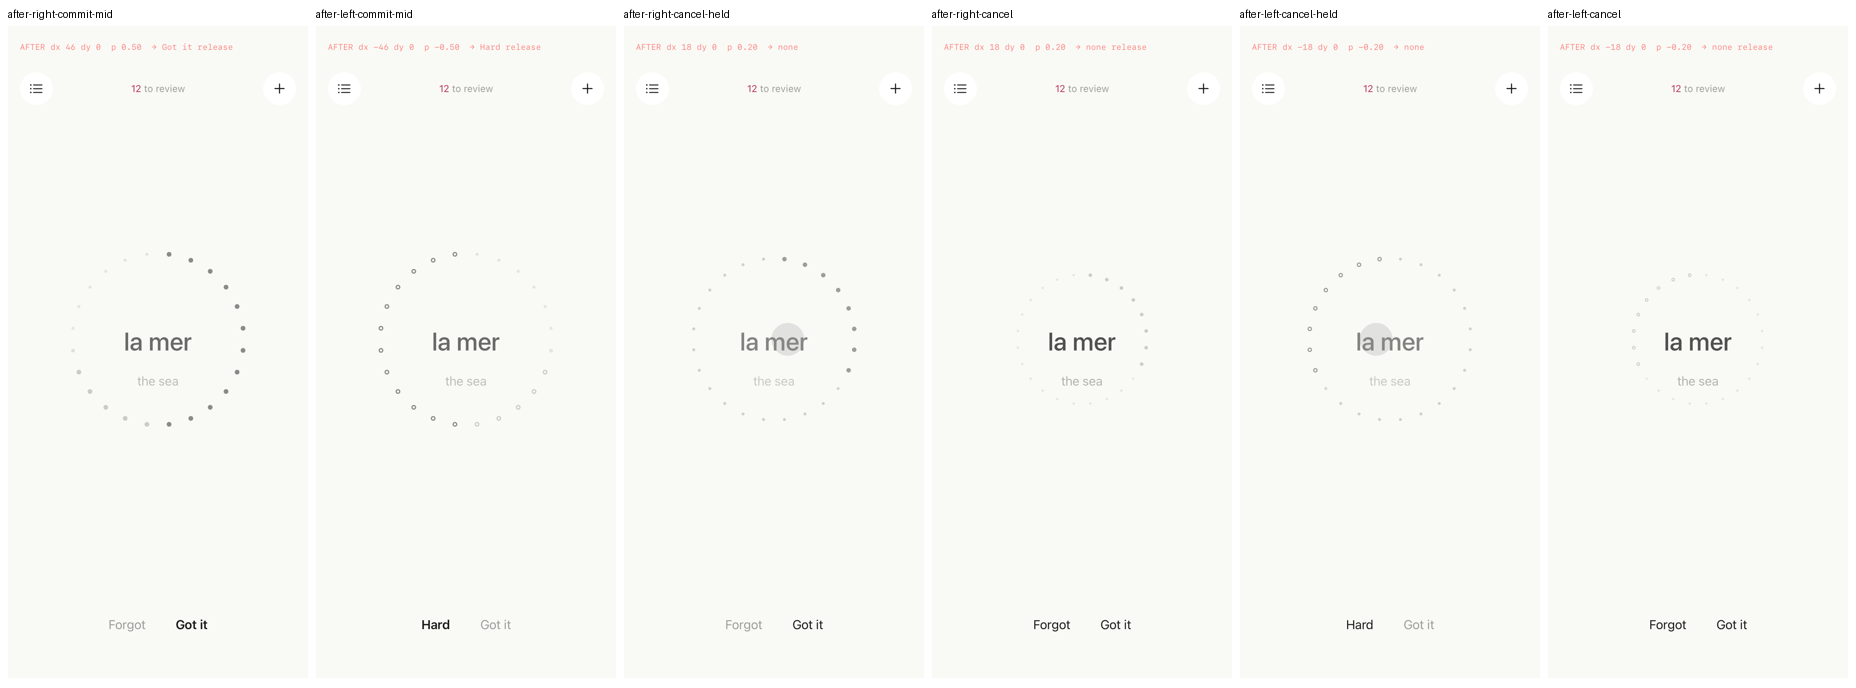 after-right-commit-mid
AFTER dx 46 dy 0 p 0.50 → Got it release
12 to review
la mer
the sea
Forgot Got it
after-left-commit-mid
AFTER dx −46 dy 0 p −0.50 → Hard release
12 to review
la mer
the sea
Hard Got it
after-right-cancel-held
AFTER dx 18 dy 0 p 0.20 → none
12 to review
la mer
the sea
Forgot Got it
after-right-cancel
AFTER dx 18 dy 0 p 0.20 → none release
12 to review
la mer
the sea
Forgot Got it
after-left-cancel-held
AFTER dx −18 dy 0 p −0.20 → none
12 to review
la mer
the sea
Hard Got it
after-left-cancel
AFTER dx −18 dy 0 p −0.20 → none release
12 to review
la mer
the sea
Forgot Got it